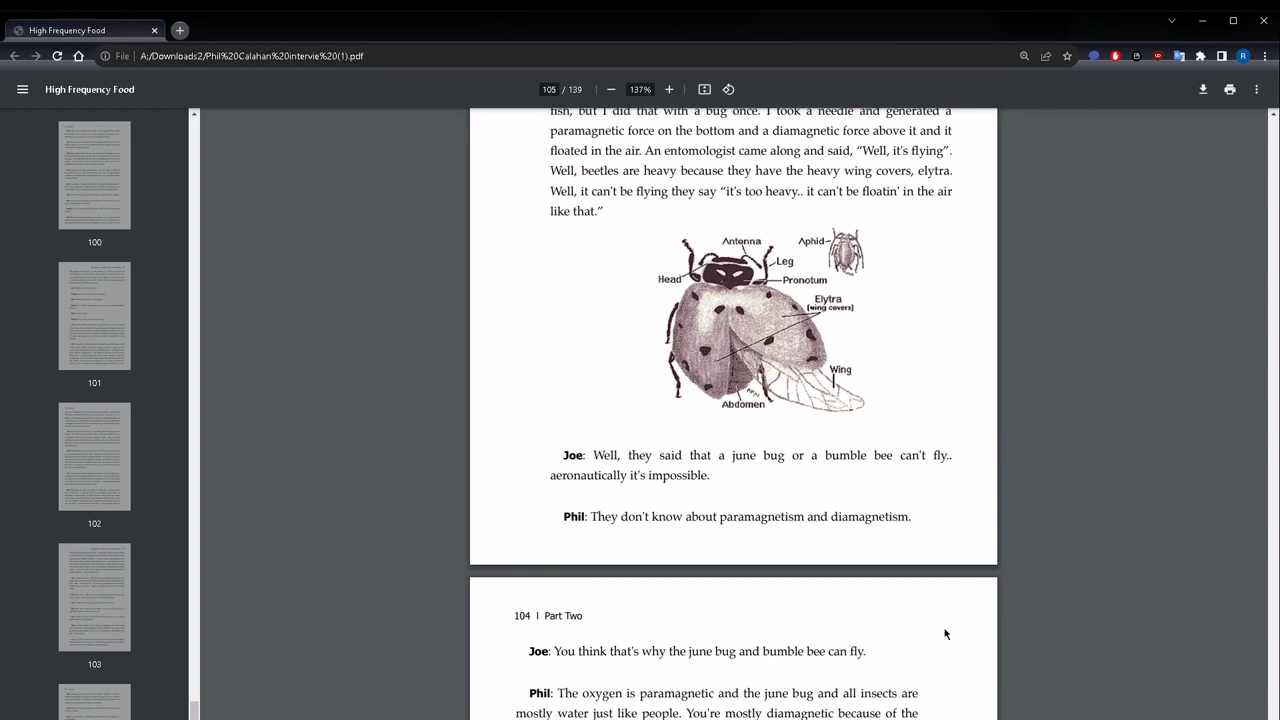 High Frequency Food
File
A:/Downloads2/Phil%20Calahan%20intervie%20(1).pdf
R
High Frequency Food
105 / 139
137%
100
101
102
103
fish, but I did that with a bug once. I took a needle and generated a
paramagnetic force on the bottom and a diamagnetic force above it and it
floated in the air. An entomologist came along and said, “Well, it's flying”.
Well, beetles are heavy because they have the heavy wing covers, elytra.
Well, it can't be flying they say “it's too heavy.. it can't be floatin' in the air
like that.”
Antenna
Aphid
Leg
Head
Pronotum
Elytra
(wing covers)
Wing
Abdomen
Joe: Well, they said that a june bug or a bumble bee can't fly..
aeronautically it's impossible.
Phil: They don't know about paramagnetism and diamagnetism.
104 | Part Two
Joe: You think that's why the june bug and bumble bee can fly.
Phil: The oxygen is paramagnetic and the june bug and all insects are
mostly water just like people. You're mostly diamagnetic because of the